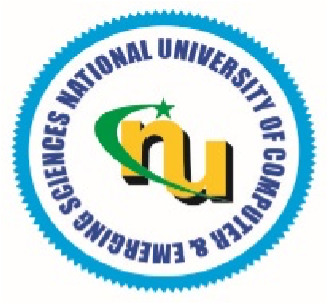 NATIONAL UNIVERSITY OF COMPUTER & EMERGING SCIENCES
nu